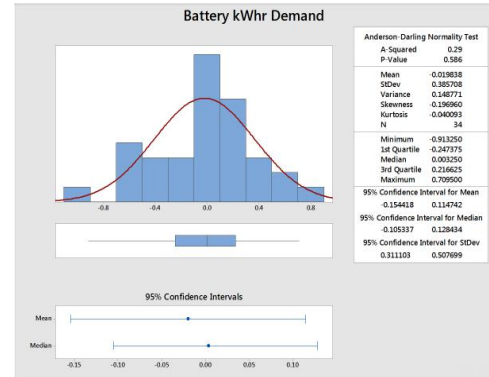 Battery kWhr Demand
Anderson-Darling Normality Test
A-Squared 0.29
P-Value 0.586
Mean -0.019838
StDev 0.385708
Variance 0.148771
Skewness -0.196960
Kurtosis -0.040093
N 34
Minimum -0.913250
1st Quartile -0.247375
Median 0.003250
3rd Quartile 0.216625
Maximum 0.709500
95% Confidence Interval for Mean
-0.154418 0.114742
95% Confidence Interval for Median
-0.105337 0.128434
95% Confidence Interval for StDev
0.311103 0.507699
-0.8 -0.4 0.0 0.4 0.8
95% Confidence Intervals
Mean
Median
-0.15 -0.10 -0.05 0.00 0.05 0.10